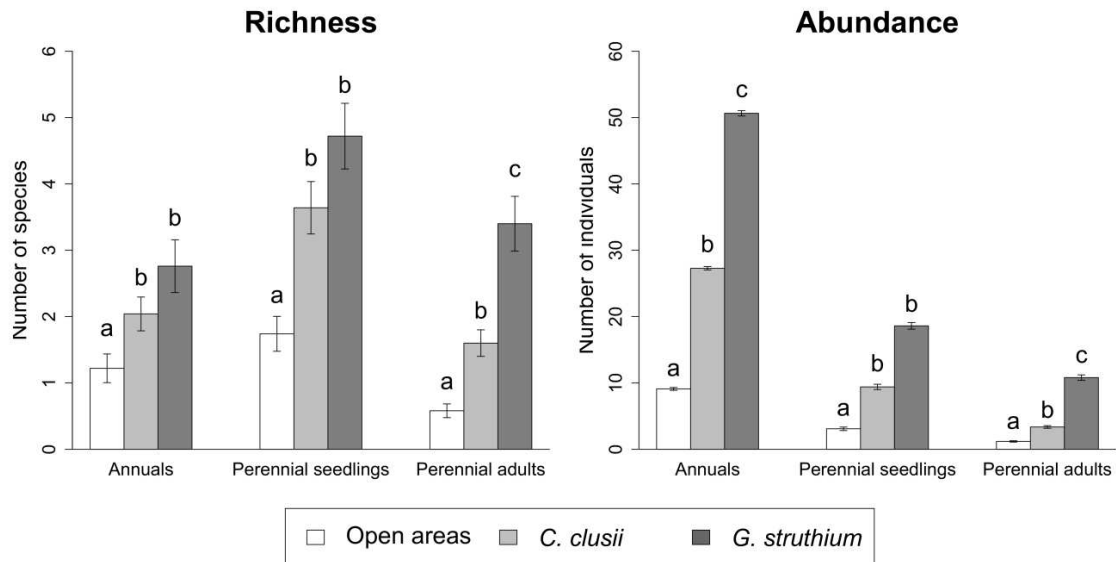 Richness
Number of species
6
5
4
3
2
1
0
a
b
b
a
b
b
a
b
c
Annuals
Perennial seedlings
Perennial adults
Abundance
Number of individuals
60
50
40
30
20
10
0
a
b
c
a
b
b
a
b
c
Annuals
Perennial seedlings
Perennial adults
Open areas
C. clusii
G. struthium